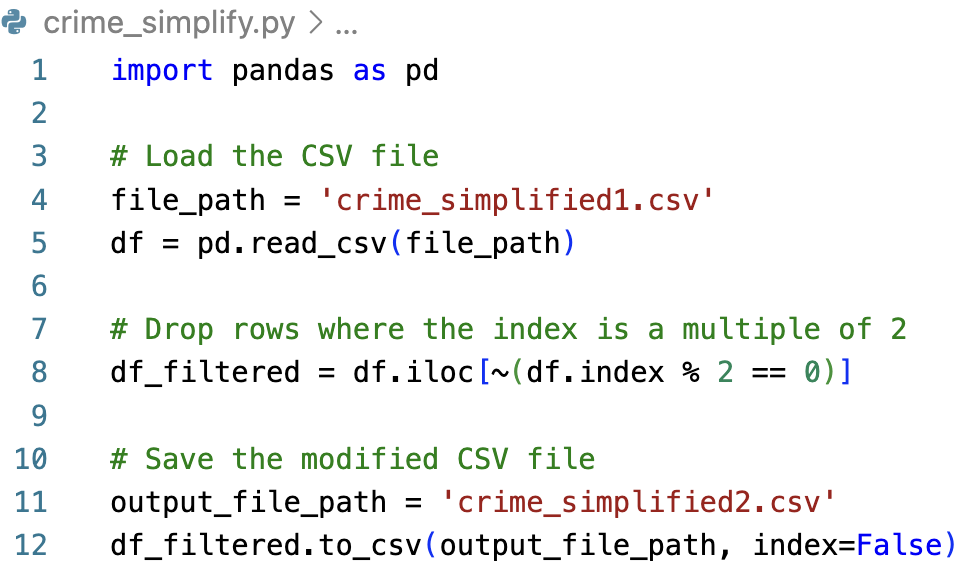 crime_simplify.py > ...
1 import pandas as pd
2
3 # Load the CSV file
4 file_path = 'crime_simplified1.csv'
5 df = pd.read_csv(file_path)
6
7 # Drop rows where the index is a multiple of 2
8 df_filtered = df.iloc[~(df.index % 2 == 0)]
9
10 # Save the modified CSV file
11 output_file_path = 'crime_simplified2.csv'
12 df_filtered.to_csv(output_file_path, index=False)